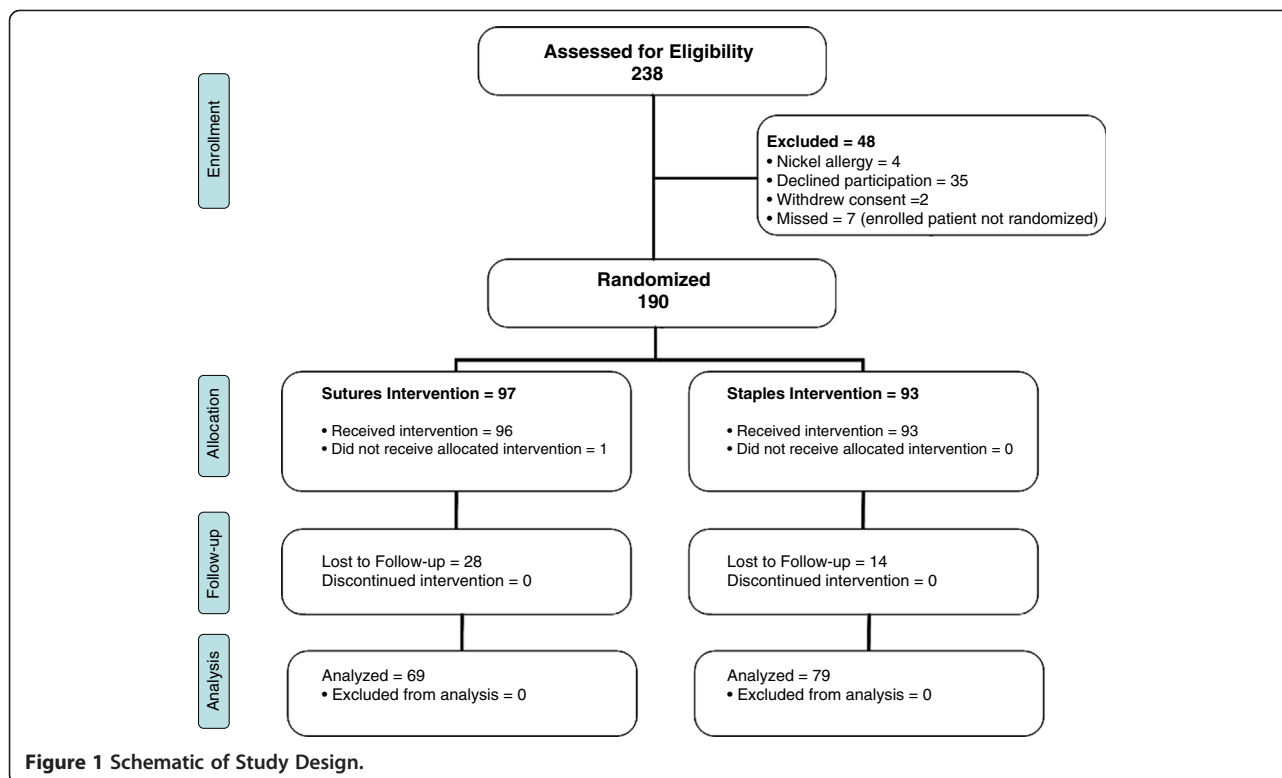 Assessed for Eligibility
238
Enrollment
Excluded = 48
• Nickel allergy = 4
• Declined participation = 35
• Withdrew consent =2
• Missed = 7 (enrolled patient not randomized)
Randomized
190
Allocation
Sutures Intervention = 97
• Received intervention = 96
• Did not receive allocated intervention = 1
Staples Intervention = 93
• Received intervention = 93
• Did not receive allocated intervention = 0
Follow-up
Lost to Follow-up = 28
Discontinued intervention = 0
Lost to Follow-up = 14
Discontinued intervention = 0
Analysis
Analyzed = 69
• Excluded from analysis = 0
Analyzed = 79
• Excluded from analysis = 0
Figure 1 Schematic of Study Design.